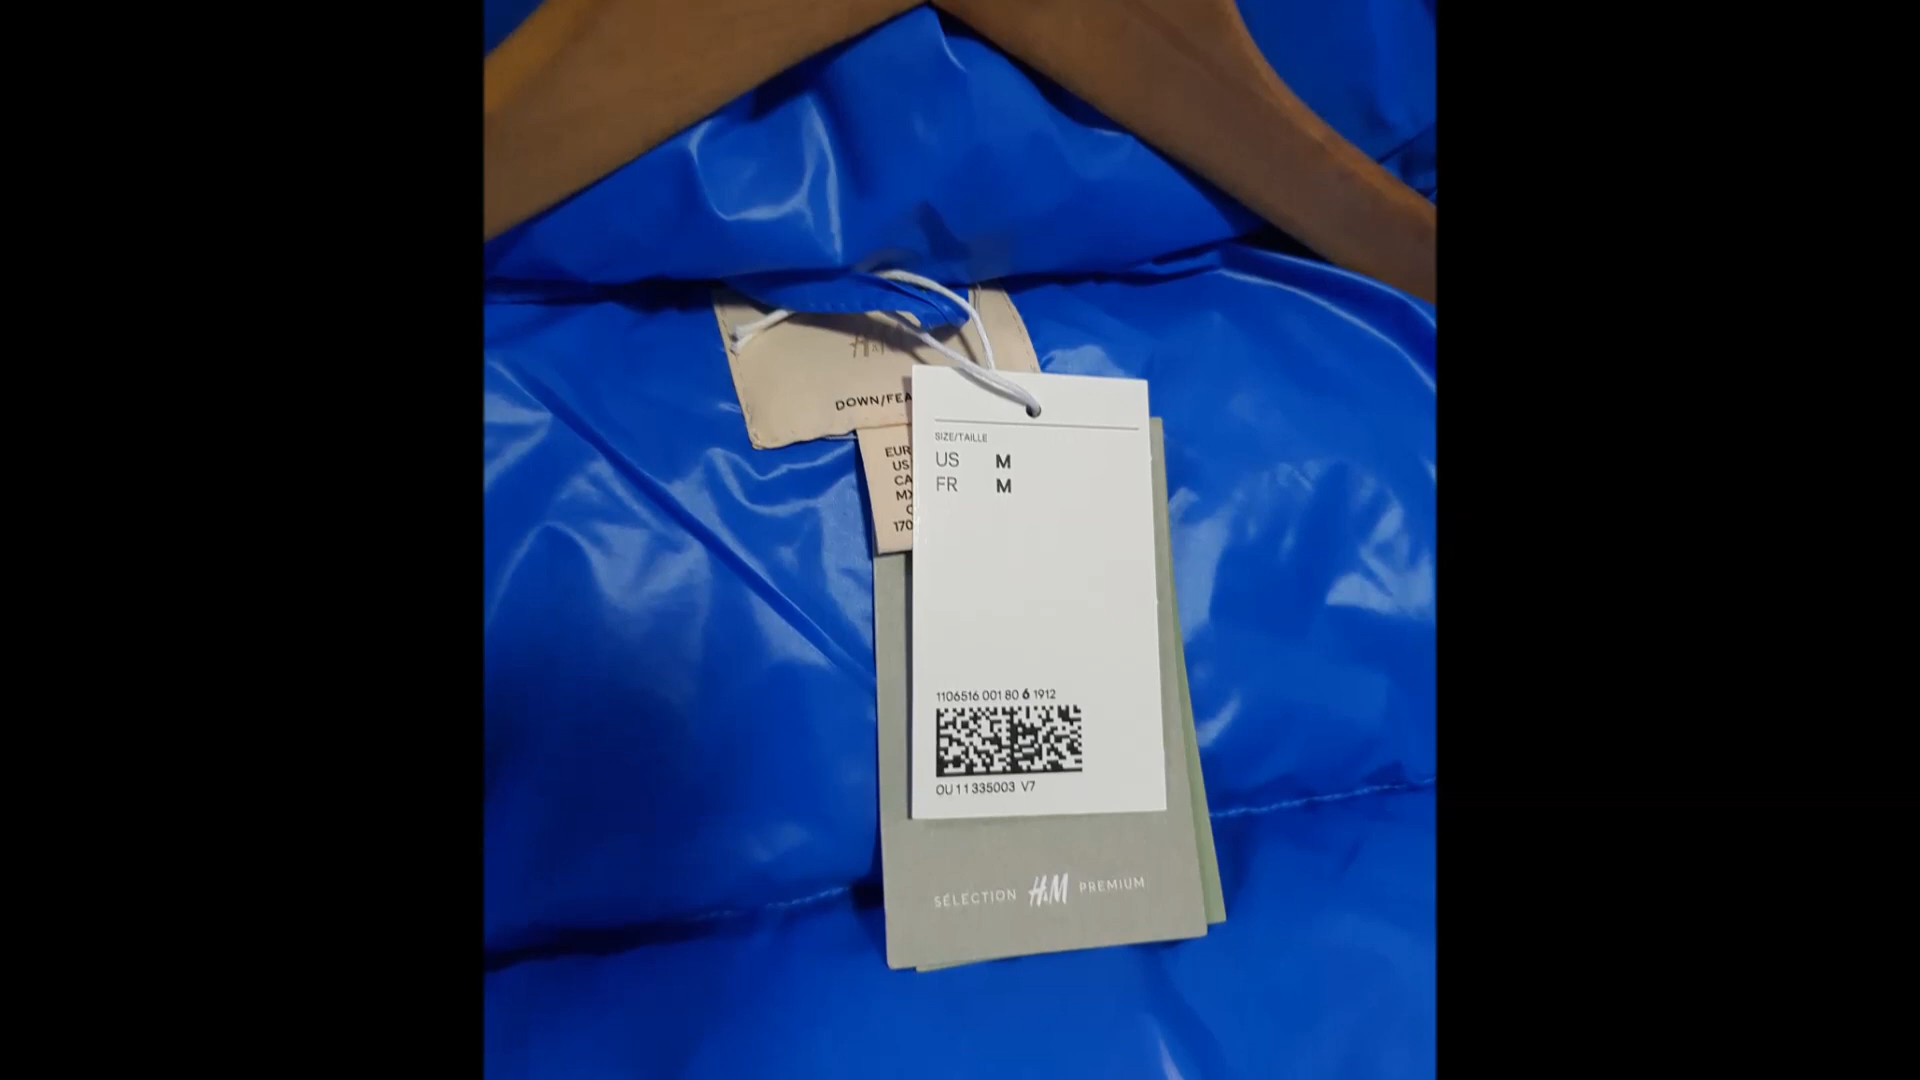 DOWN/FEA
EUR
US
CA
MX
170
SIZE/TAILLE
US M
FR M
1106516 001 80 6 1912
OU11335003 V7
SÉLECTION H&M PREMIUM